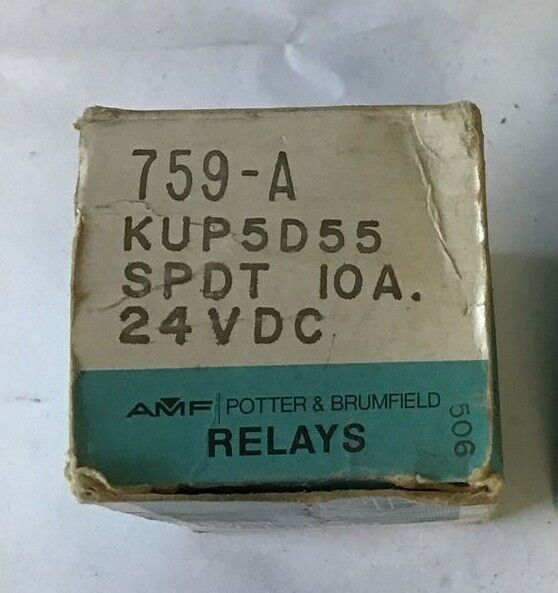 759-A
KUP5D55
SPDT 10A.
24VDC
AMF POTTER & BRUMFIELD
RELAYS
506